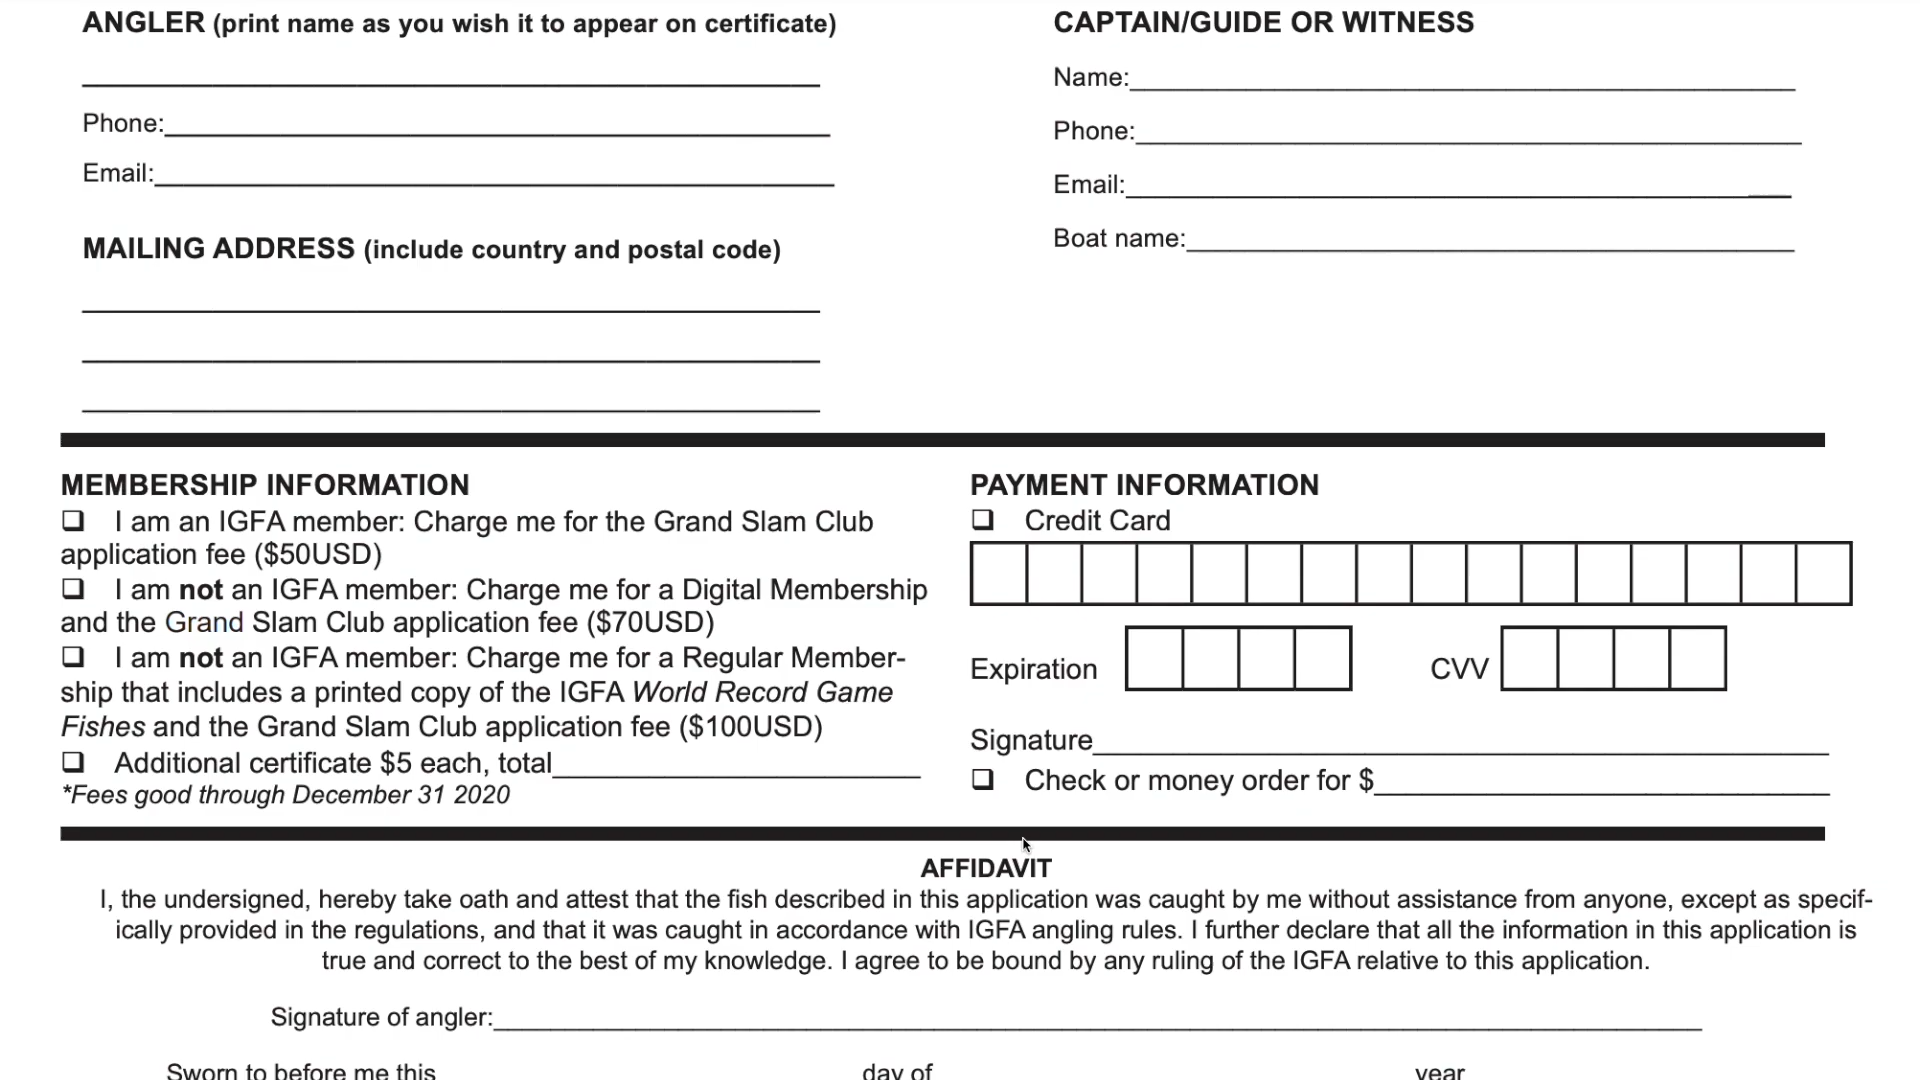 ANGLER (print name as you wish it to appear on certificate)
Phone:
Email:
MAILING ADDRESS (include country and postal code)
CAPTAIN/GUIDE OR WITNESS
Name:
Phone:
Email:
Boat name:
MEMBERSHIP INFORMATION
❑ I am an IGFA member: Charge me for the Grand Slam Club
application fee ($50USD)
❑ I am not an IGFA member: Charge me for a Digital Membership
and the Grand Slam Club application fee ($70USD)
❑ I am not an IGFA member: Charge me for a Regular Member-
ship that includes a printed copy of the IGFA World Record Game
Fishes and the Grand Slam Club application fee ($100USD)
❑ Additional certificate $5 each, total
*Fees good through December 31 2020
PAYMENT INFORMATION
❑ Credit Card
Expiration CVV
Signature
❑ Check or money order for $
AFFIDAVIT
I, the undersigned, hereby take oath and attest that the fish described in this application was caught by me without assistance from anyone, except as specif-
ically provided in the regulations, and that it was caught in accordance with IGFA angling rules. I further declare that all the information in this application is
true and correct to the best of my knowledge. I agree to be bound by any ruling of the IGFA relative to this application.
Signature of angler:
Sworn to before me this day of year